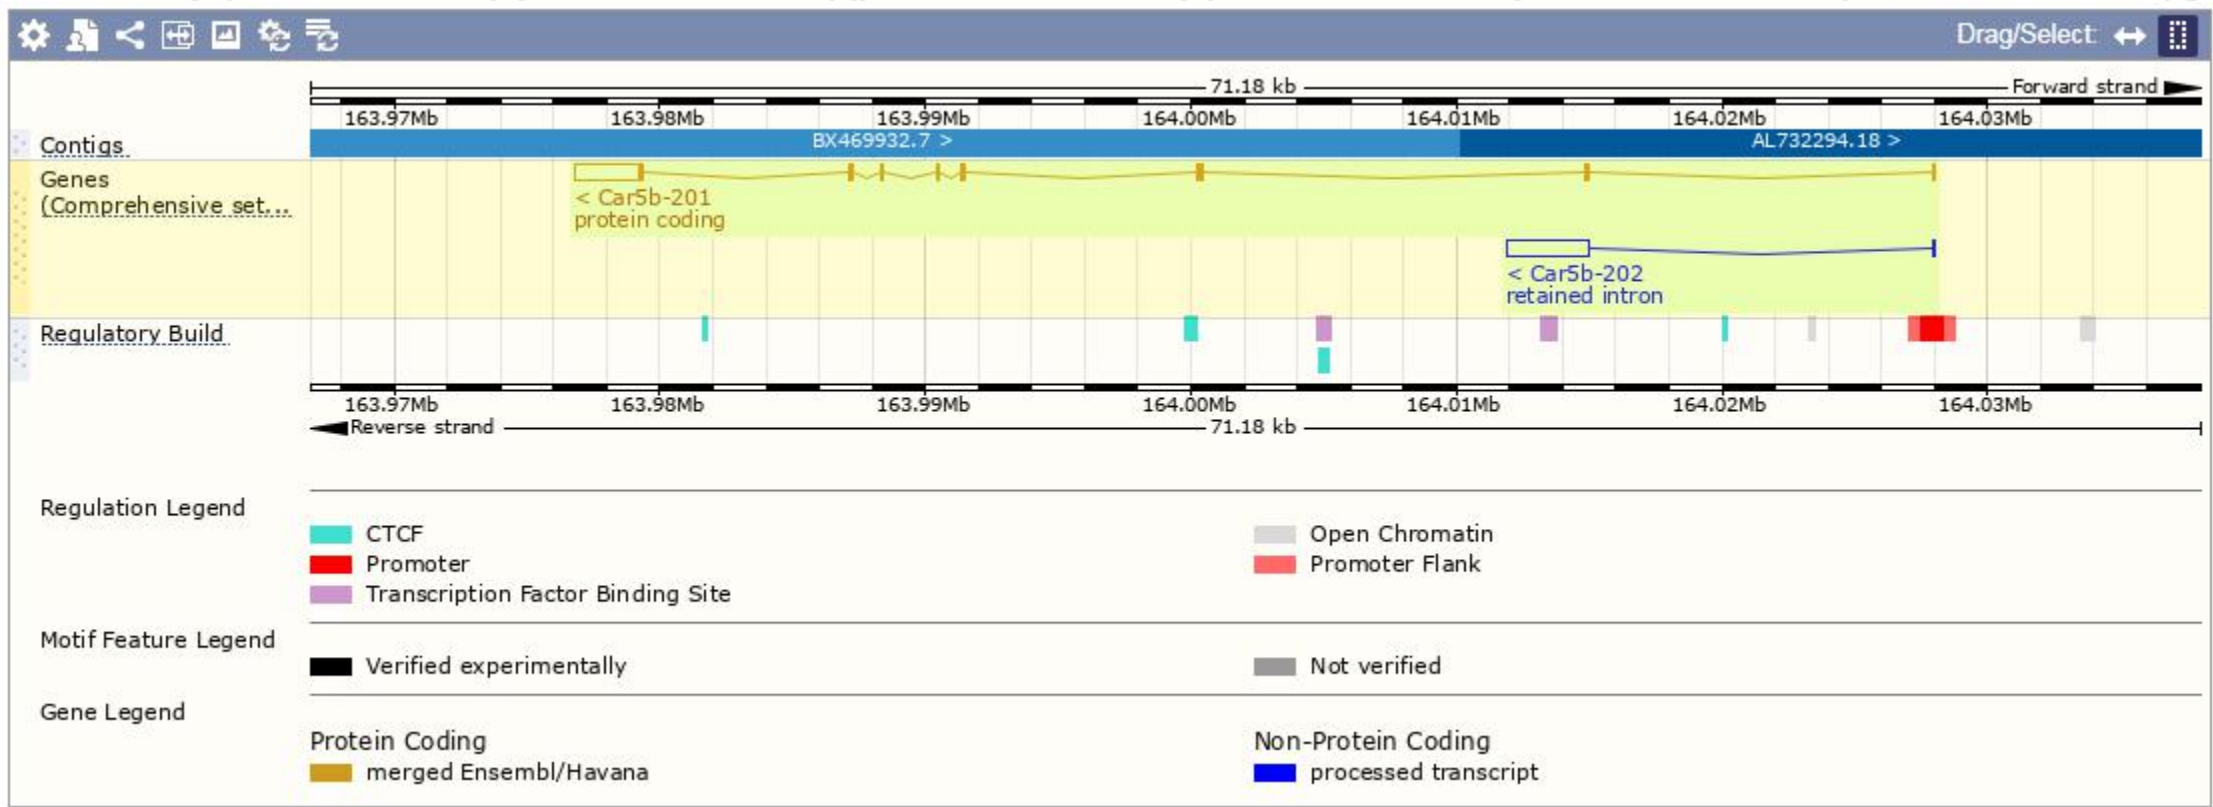 Drag/Select:
71.18 kb Forward strand
163.97Mb 163.98Mb 163.99Mb 164.00Mb 164.01Mb 164.02Mb 164.03Mb
Contigs BX469932.7 > AL732294.18 >
Genes
(Comprehensive set...
< Car5b-201
protein coding
< Car5b-202
retained intron
Regulatory Build
163.97Mb 163.98Mb 163.99Mb 164.00Mb 164.01Mb 164.02Mb 164.03Mb
Reverse strand 71.18 kb
Regulation Legend
CTCF Open Chromatin
Promoter Promoter Flank
Transcription Factor Binding Site
Motif Feature Legend
Verified experimentally Not verified
Gene Legend
Protein Coding Non-Protein Coding
merged Ensembl/Havana processed transcript